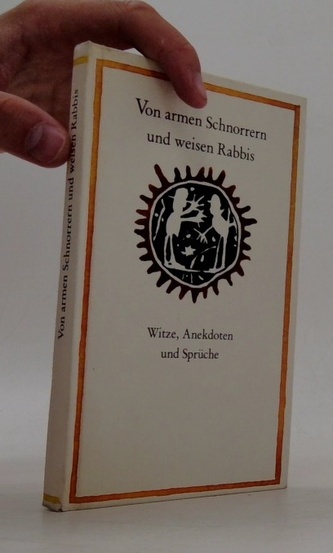 Von armen Schnorrern
und weisen Rabbis
Witze, Anekdoten
und Sprüche
Von armen Schnorrern und weisen Rabbis